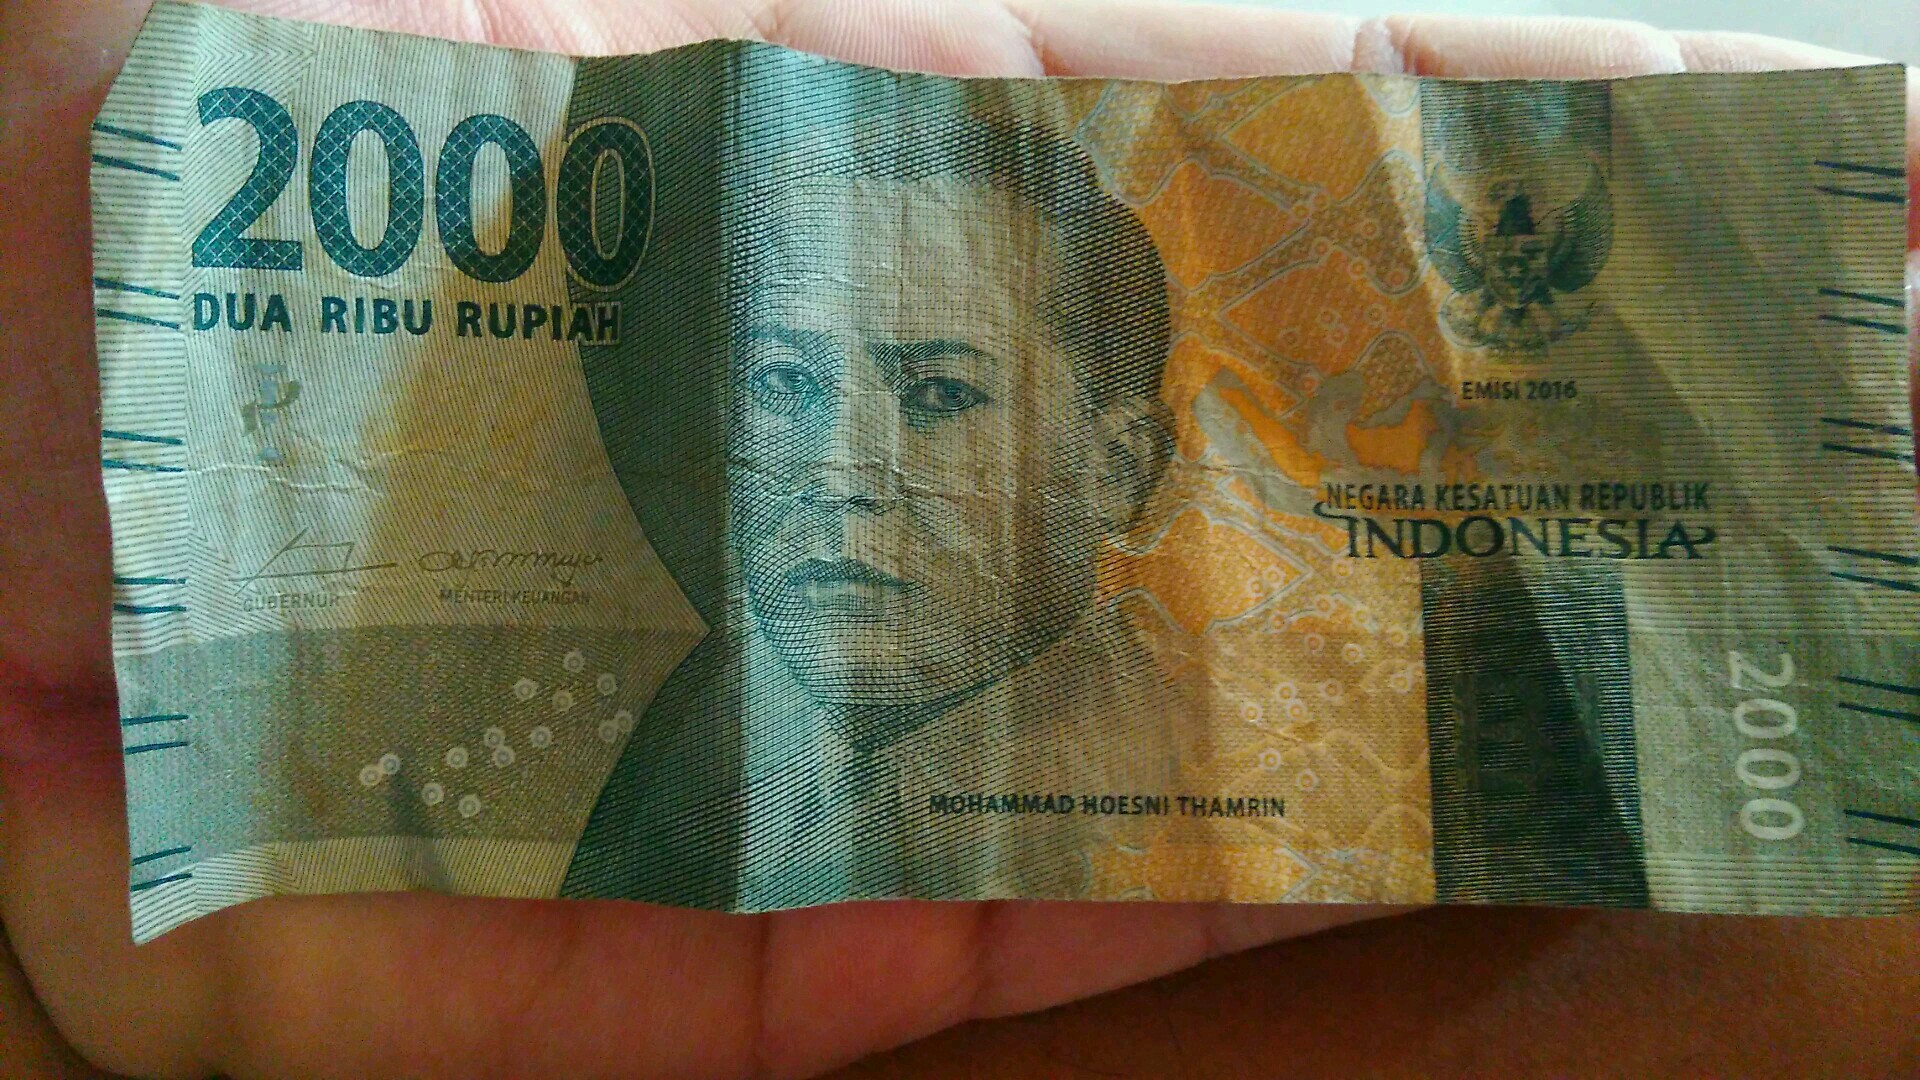 2000
DUA RIBU RUPIAH
GUBERNUR
MENTERI KEUANGAN
MOHAMMAD HOESNI THAMRIN
EMISI 2016
NEGARA KESATUAN REPUBLIK
INDONESIA
2000